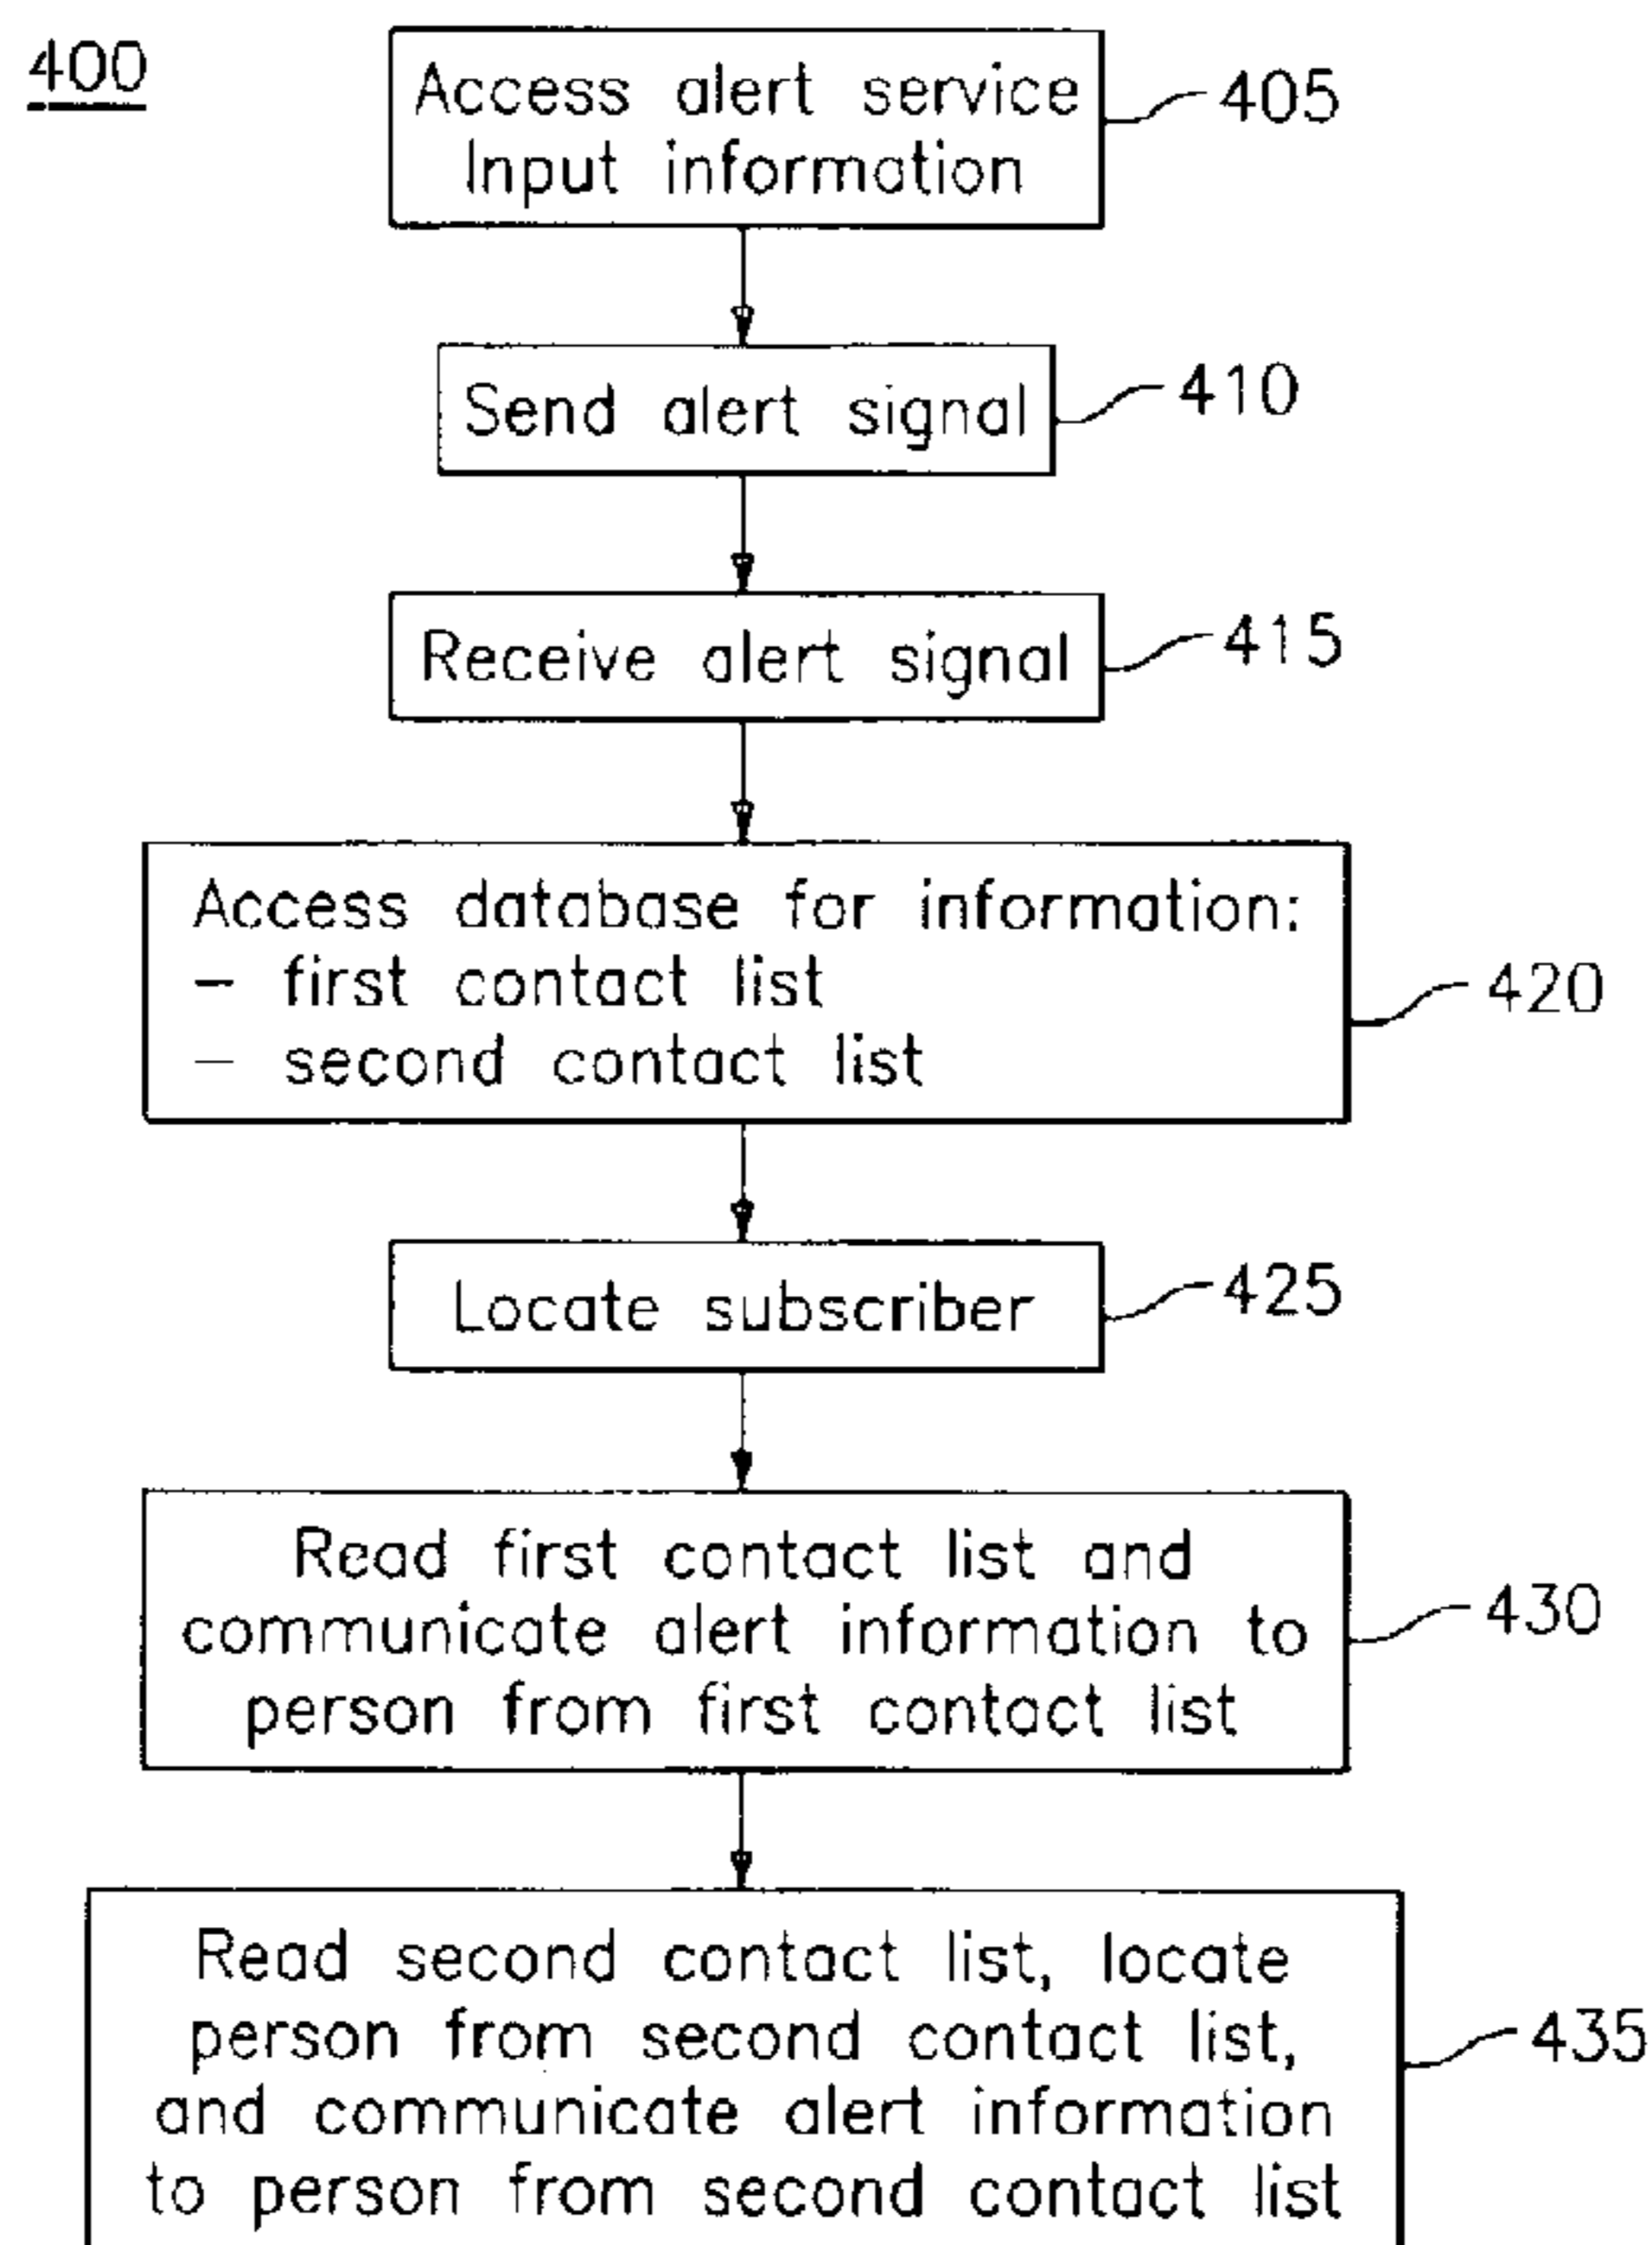 400
Access alert service
Input information
405
Send alert signal
410
Receive alert signal
415
Access database for information:
- first contact list
- second contact list
420
Locate subscriber
425
Read first contact list and
communicate alert information to
person from first contact list
430
Read second contact list, locate
person from second contact list,
and communicate alert information
to person from second contact list
435